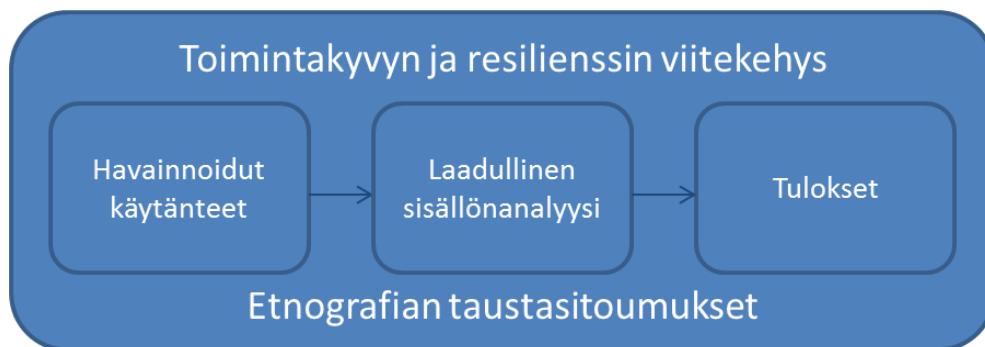 Toimintakyvyn ja resilienssin viitekehys
Havainnoidut
käytänteet
Laadullinen
sisällönanalyysi
Tulokset
Etnografian taustasitoumukset